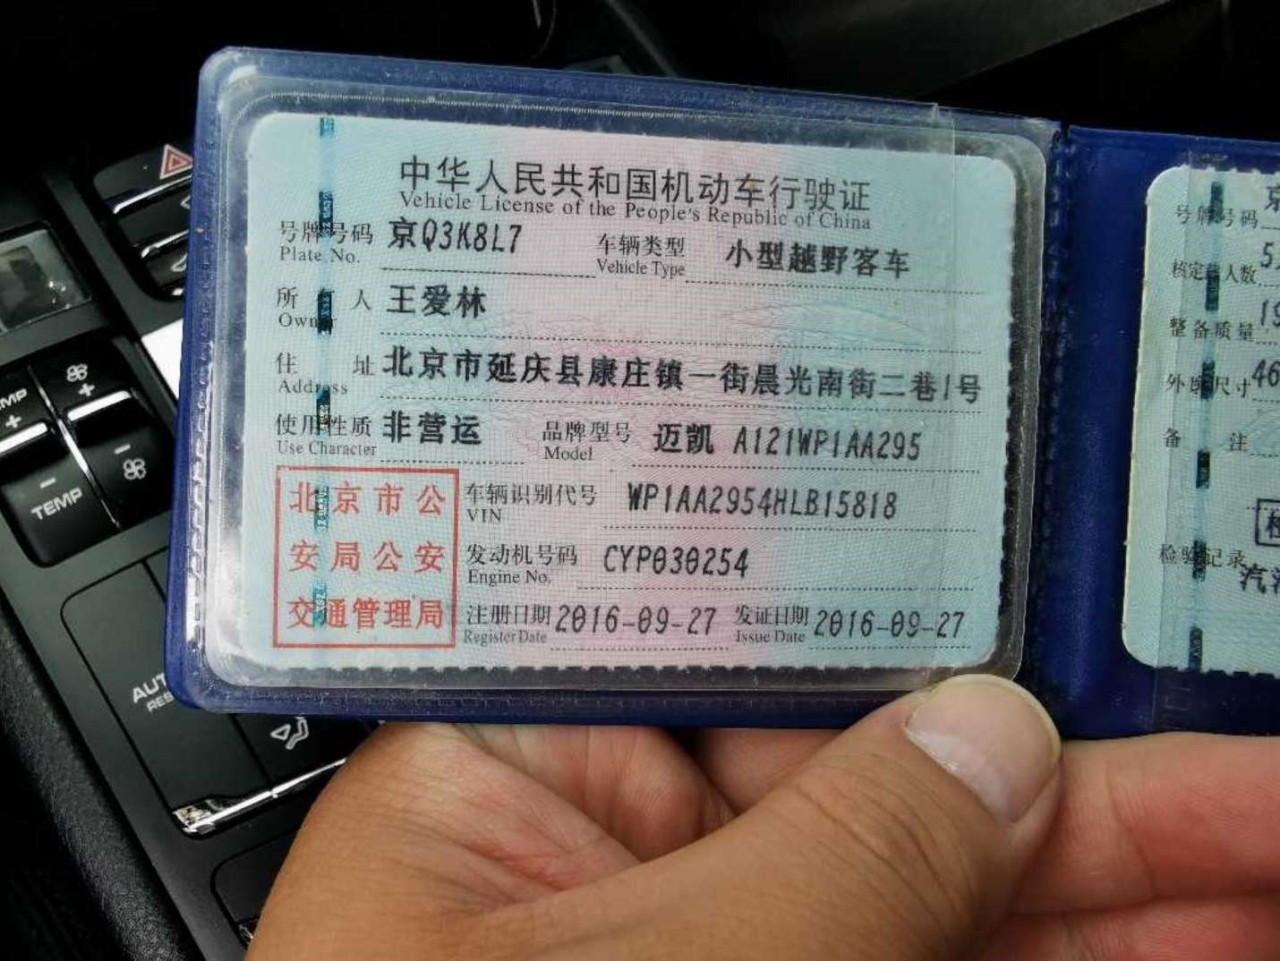 中华人民共和国机动车行驶证
Vehicle License of the People's Republic of China
号牌号码 京Q3K8L7 车辆类型 小型越野客车
Plate No. Vehicle Type
所 人 王爱林
Owner
住 址 北京市延庆县康庄镇一街晨光南街二巷1号
Address
使用性质 非营运 品牌型号 迈凯 A121WP1AA295
Use Character Model
北京市公
安局公安
交通管理局
车辆识别代号 WP1AA2954HLB15818
VIN
发动机号码 CYP030254
Engine No.
注册日期 2016-09-27 发证日期 2016-09-27
Register Date Issue Date
号牌号码 京
核定 人数 5
整备质量 19
外廓尺寸 46
备 注
检验记录
汽
TEMP
AUT
RES